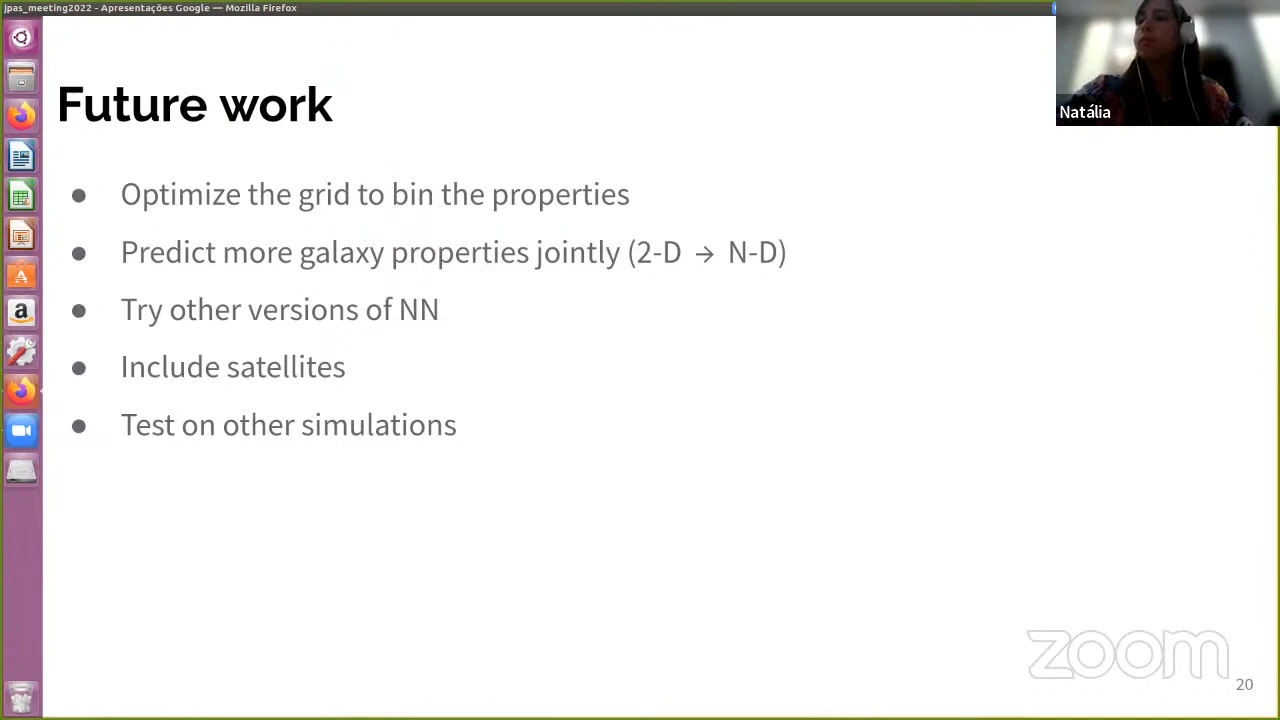 jpas_meeting2022 - Apresentações Google — Mozilla Firefox
Natália
Future work
● Optimize the grid to bin the properties
● Predict more galaxy properties jointly (2-D → N-D)
● Try other versions of NN
● Include satellites
● Test on other simulations
zoom
20